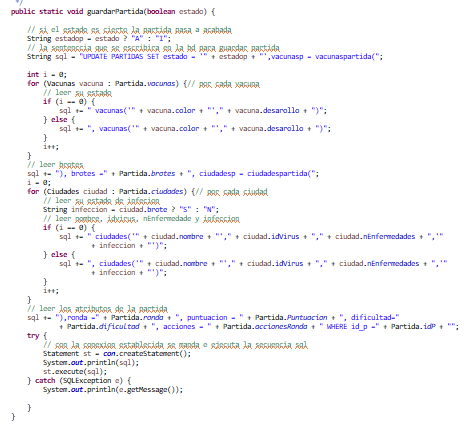 */
public static void guardarPartida(boolean estado) {
// si el estado es cierto la partida pasa a acabada
String estadop = estado ? "A" : "I";
// la sentenccia que se escribira en la bd para guardar partida
String sql = "UPDATE PARTIDAS SET estado = '" + estadop + "',vacunasp = vacunaspartida(";
int i = 0;
for (Vacunas vacuna : Partida.vacunas) {// por cada vacuna
// leer su estado
if (i == 0) {
sql += " vacunas('" + vacuna.color + "'," + vacuna.desarollo + ")";
} else {
sql += ", vacunas('" + vacuna.color + "'," + vacuna.desarollo + ")";
}
i++;
}
// leer brotes
sql += "), brotes =" + Partida.brotes + ", ciudadesp = ciudadespartida(";
i = 0;
for (Ciudades ciudad : Partida.ciudades) {// por cada ciudad
// leer su estado de infecion
String infeccion = ciudad.brote ? "S" : "N";
// leer nombre, idvirus, nEnfermedade y infeccion
if (i == 0) {
sql += " ciudades('" + ciudad.nombre + "'," + ciudad.idVirus + "," + ciudad.nEnfermedades + ",'"
+ infeccion + "')";
} else {
sql += ", ciudades('" + ciudad.nombre + "'," + ciudad.idVirus + "," + ciudad.nEnfermedades + ",'"
+ infeccion + "')";
}
i++;
}
// leer los atributos de la partida
sql += "),ronda =" + Partida.ronda + ", puntuacion = " + Partida.Puntuacion + ", dificultad="
+ Partida.dificultad + ", acciones = " + Partida.accionesRonda + " WHERE id_p =" + Partida.idP + "";
try {
// con la conexion establecida se manda e ejecuta la secuencia sql
Statement st = con.createStatement();
System.out.println(sql);
st.execute(sql);
} catch (SQLException e) {
System.out.println(e.getMessage());
}
}